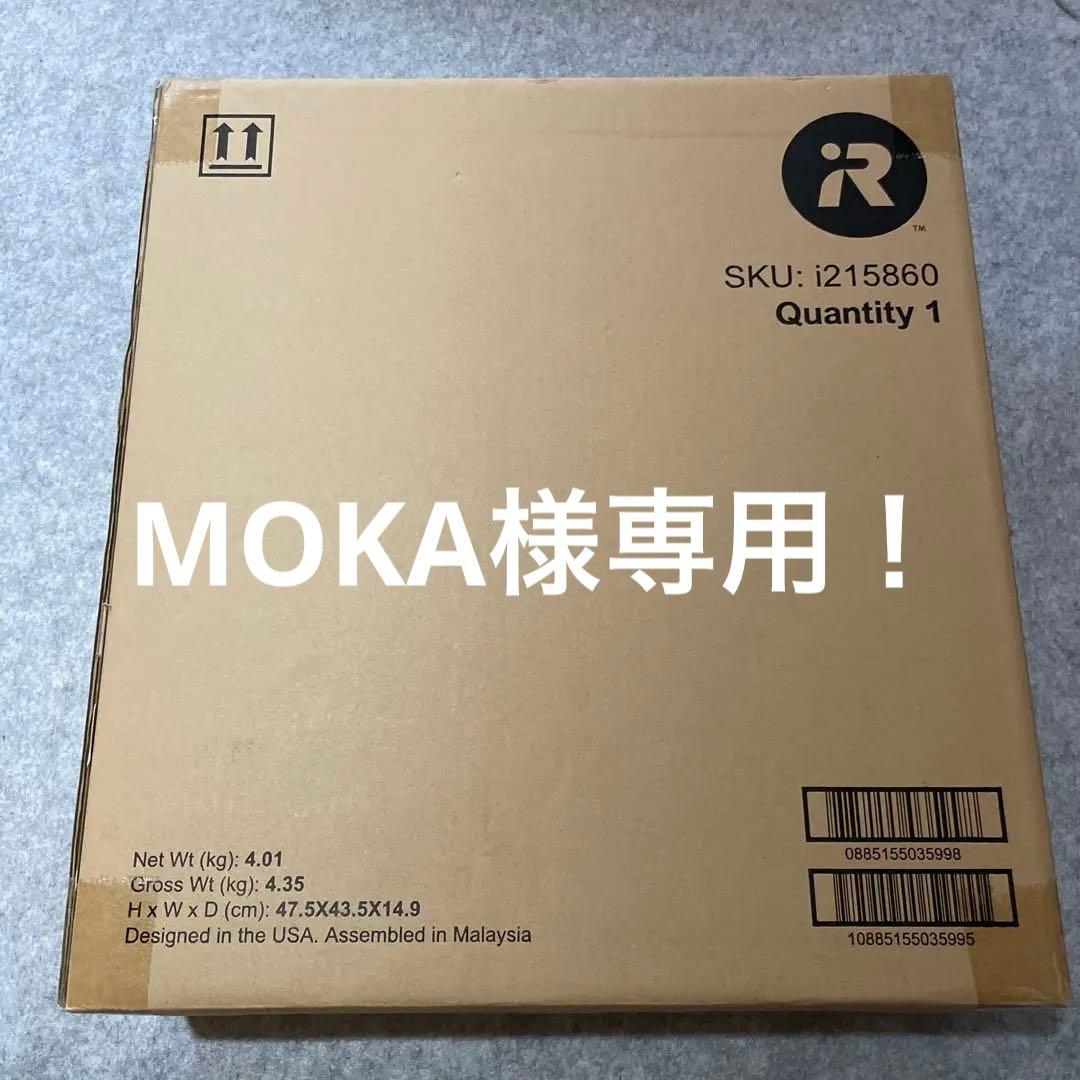 iR
TM
SKU: i215860
Quantity 1
MOKA様専用！
Net Wt (kg): 4.01
Gross Wt (kg): 4.35
H x W x D (cm): 47.5X43.5X14.9
Designed in the USA. Assembled in Malaysia
0885155035998
10885155035995